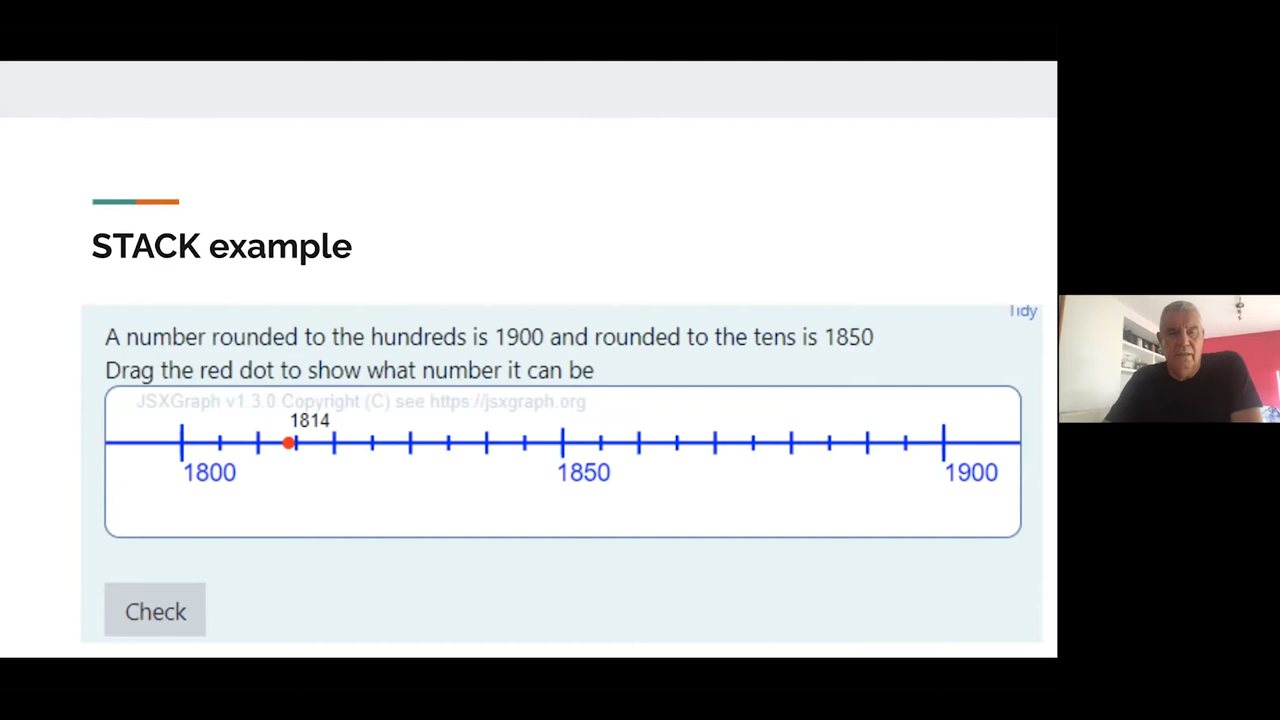 STACK example
Tidy
A number rounded to the hundreds is 1900 and rounded to the tens is 1850
Drag the red dot to show what number it can be
JSXGraph v1.3.0 Copyright (C) see https://jsxgraph.org
1814
1800 1850 1900
Check